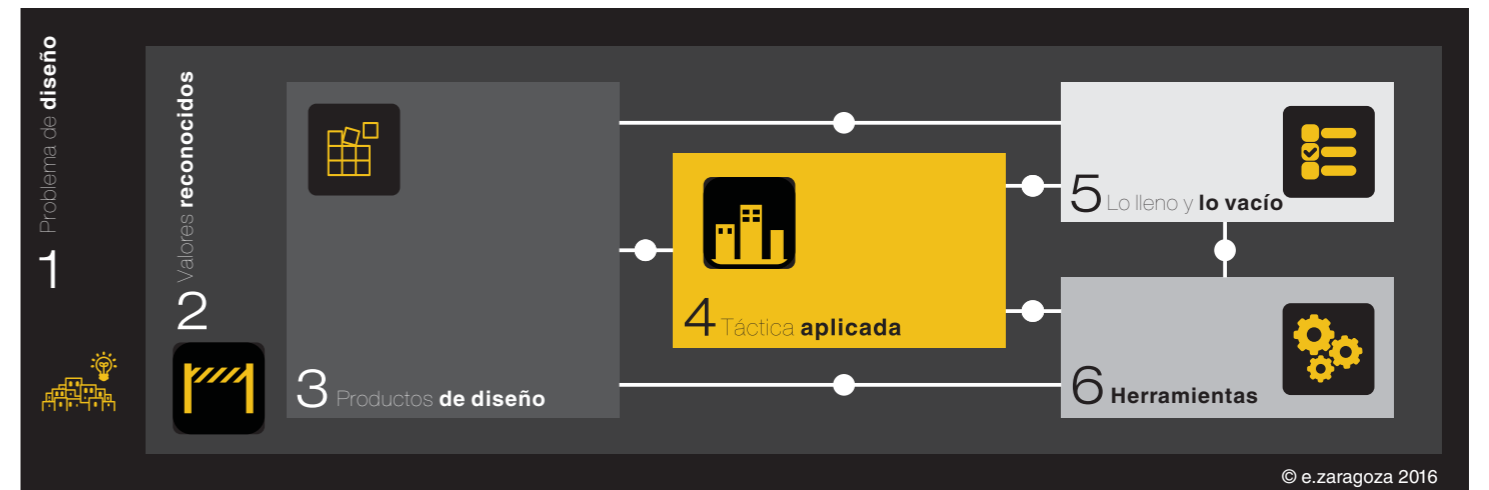 1 Problema de diseño
2 Valores reconocidos
3 Productos de diseño
4 Táctica aplicada
5 Lo lleno y lo vacío
6 Herramientas
© e.zaragoza 2016